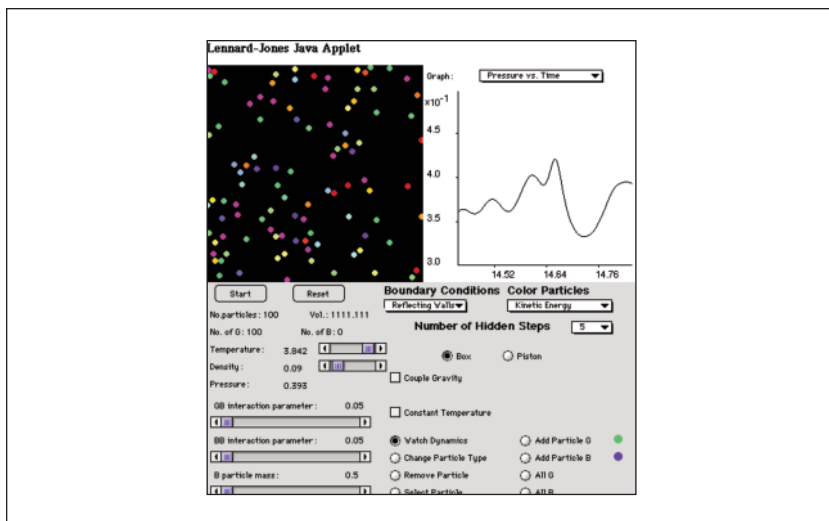 Lennard-Jones Java Applet
Graph: Pressure vs. Time
×10⁻¹
4.5
4.0
3.5
3.0
14.52 14.64 14.76
Start Reset
Boundary Conditions Color Particles
Reflecting Walls Kinetic Energy
No.particles: 100 Vol.: 1111.111
Number of Hidden Steps 5
No. of G: 100 No. of B: 0
Temperature: 3.842
Box Piston
Density: 0.09
Couple Gravity
Pressure: 0.393
GB interaction parameter: 0.05
Constant Temperature
BB interaction parameter: 0.05
Watch Dynamics Add Particle G
Change Particle Type Add Particle B
B particle mass: 0.5
Remove Particle All G
Select Particle All B